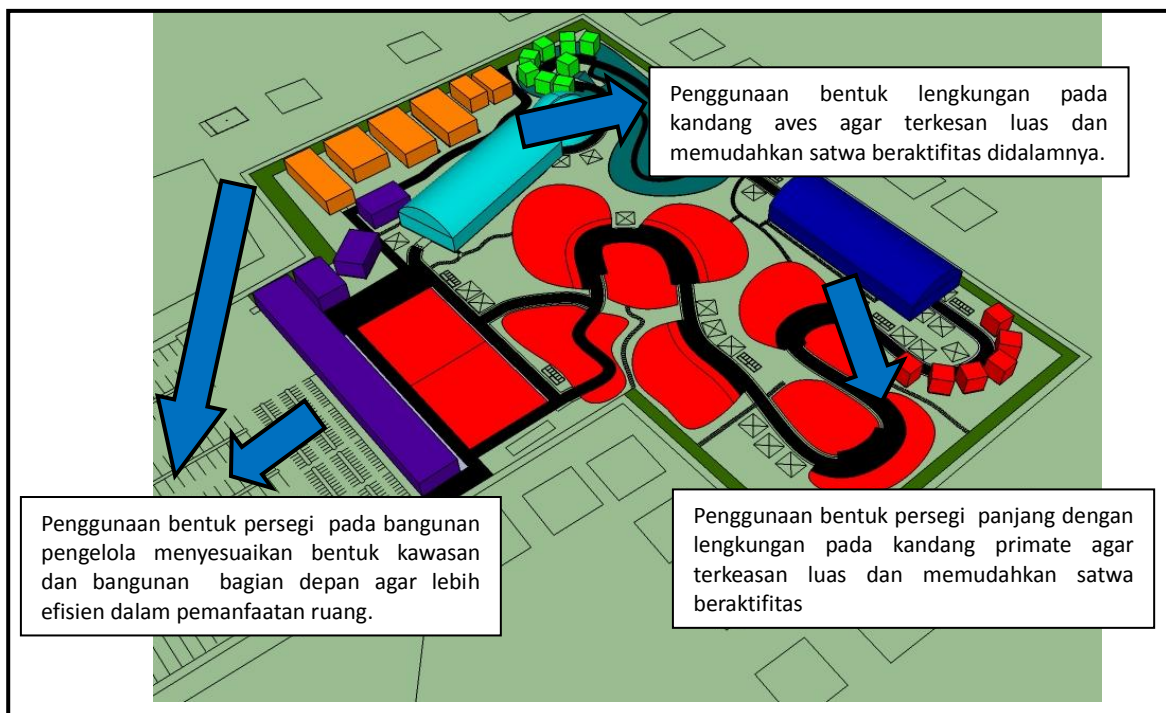 Penggunaan bentuk lengkungan pada
kandang aves agar terkesan luas dan
memudahkan satwa beraktifitas didalamnya.
Penggunaan bentuk persegi pada bangunan
pengelola menyesuaikan bentuk kawasan
dan bangunan bagian depan agar lebih
efisien dalam pemanfaatan ruang.
Penggunaan bentuk persegi panjang dengan
lengkungan pada kandang primate agar
terkeasan luas dan memudahkan satwa
beraktifitas